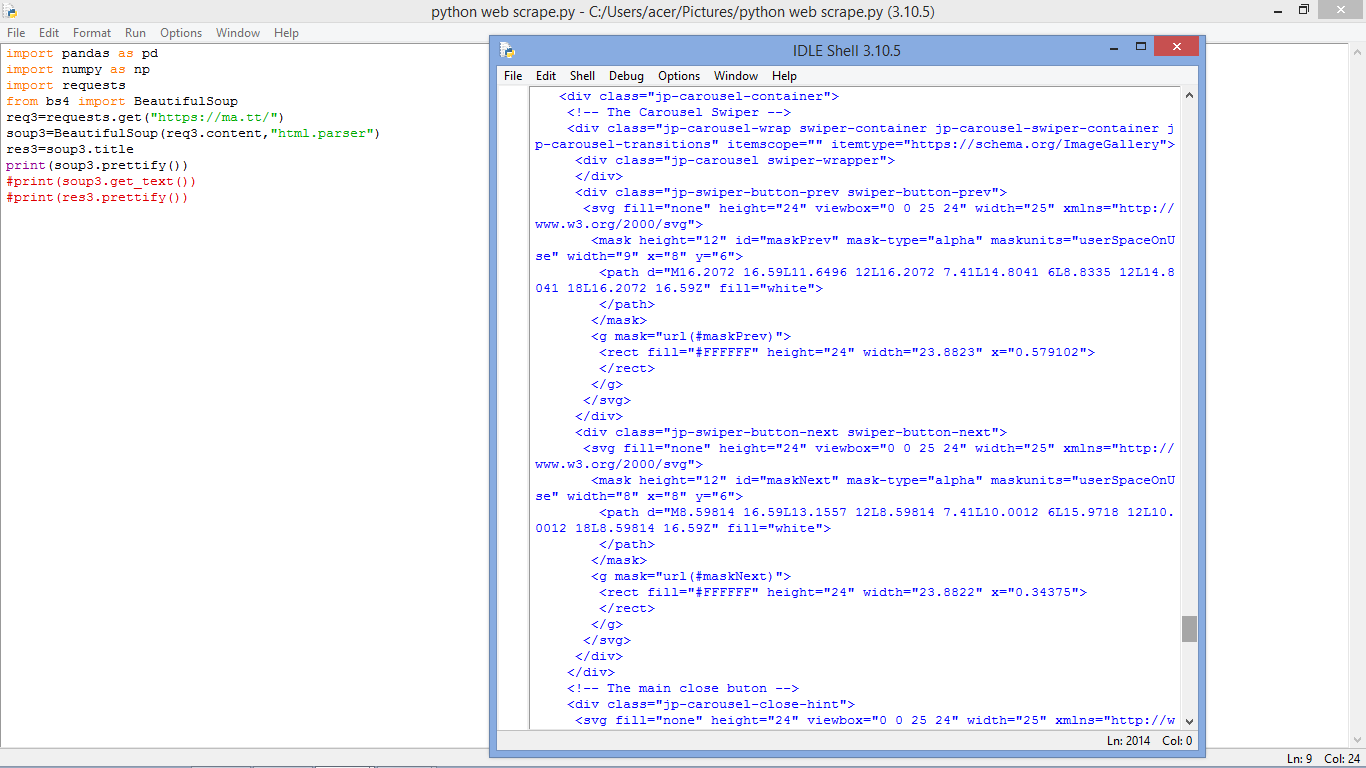 python web scrape.py - C:/Users/acer/Pictures/python web scrape.py (3.10.5)
File Edit Format Run Options Window Help
import pandas as pd
import numpy as np
import requests
from bs4 import BeautifulSoup
req3=requests.get("https://ma.tt/")
soup3=BeautifulSoup(req3.content,"html.parser")
res3=soup3.title
print(soup3.prettify())
#print(soup3.get_text())
#print(res3.prettify())
IDLE Shell 3.10.5
File Edit Shell Debug Options Window Help
<div class="jp-carousel-container">
<!-- The Carousel Swiper -->
<div class="jp-carousel-wrap swiper-container jp-carousel-swiper-container j
p-carousel-transitions" itemscope="" itemtype="https://schema.org/ImageGallery">
<div class="jp-carousel swiper-wrapper">
</div>
<div class="jp-swiper-button-prev swiper-button-prev">
<svg fill="none" height="24" viewbox="0 0 25 24" width="25" xmlns="http://
www.w3.org/2000/svg">
<mask height="12" id="maskPrev" mask-type="alpha" maskunits="userSpaceOnU
se" width="9" x="8" y="6">
<path d="M16.2072 16.59L11.6496 12L16.2072 7.41L14.8041 6L8.8335 12L14.8
041 18L16.2072 16.59Z" fill="white">
</path>
</mask>
<g mask="url(#maskPrev)">
<rect fill="#FFFFFF" height="24" width="23.8823" x="0.579102">
</rect>
</g>
</svg>
</div>
<div class="jp-swiper-button-next swiper-button-next">
<svg fill="none" height="24" viewbox="0 0 25 24" width="25" xmlns="http://
www.w3.org/2000/svg">
<mask height="12" id="maskNext" mask-type="alpha" maskunits="userSpaceOnU
se" width="8" x="8" y="6">
<path d="M8.59814 16.59L13.1557 12L8.59814 7.41L10.0012 6L15.9718 12L10.
0012 18L8.59814 16.59Z" fill="white">
</path>
</mask>
<g mask="url(#maskNext)">
<rect fill="#FFFFFF" height="24" width="23.8822" x="0.34375">
</rect>
</g>
</svg>
</div>
</div>
<!-- The main close buton -->
<div class="jp-carousel-close-hint">
<svg fill="none" height="24" viewbox="0 0 25 24" width="25" xmlns="http://w
Ln: 2014 Col: 0
Ln: 9 Col: 24